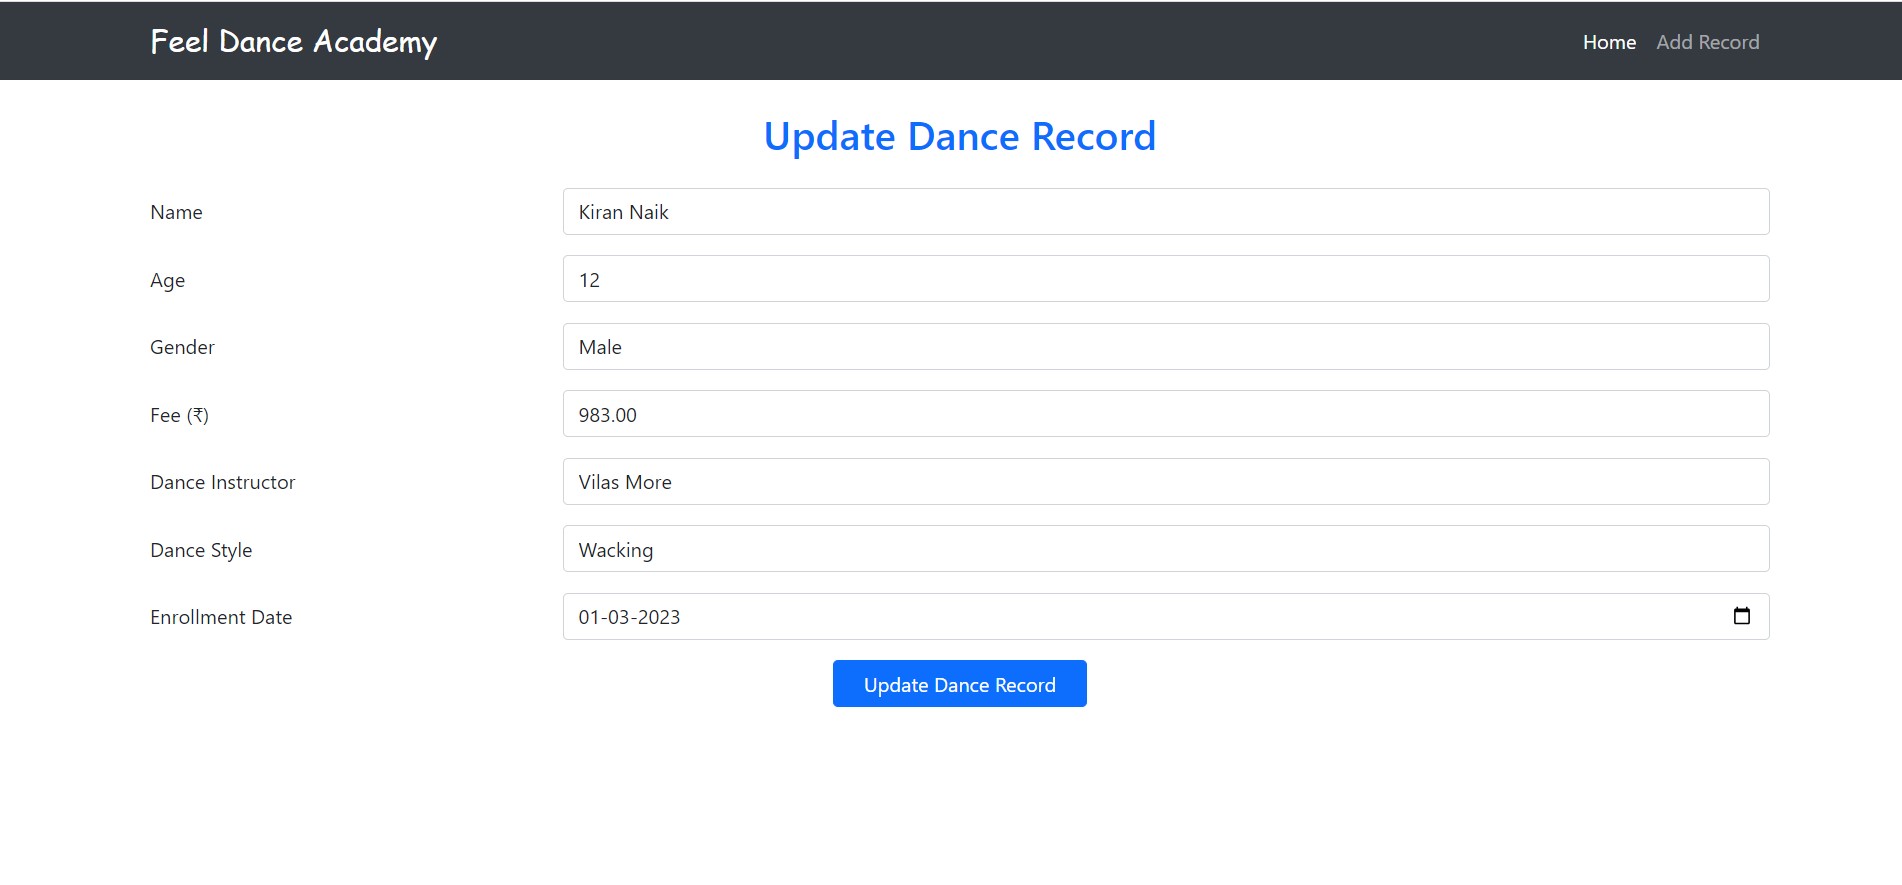 Feel Dance Academy Home Add Record
Update Dance Record
Name Kiran Naik
Age 12
Gender Male
Fee (₹) 983.00
Dance Instructor Vilas More
Dance Style Wacking
Enrollment Date 01-03-2023
Update Dance Record